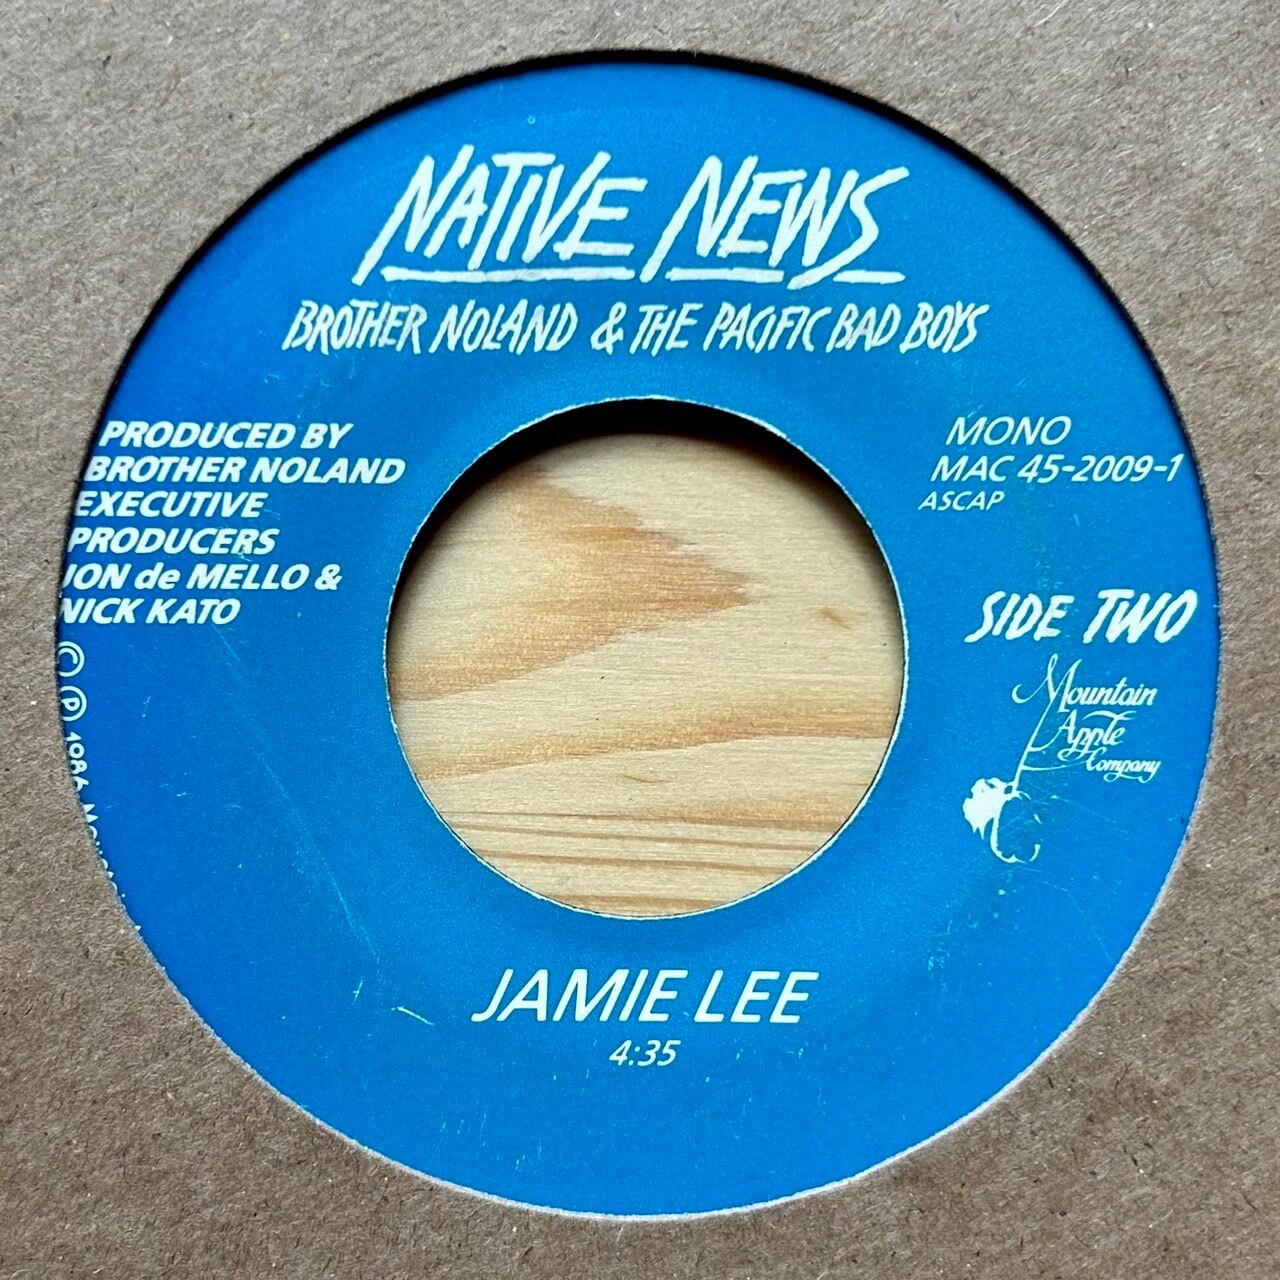 NATIVE NEWS
BROTHER NOLAND & THE PACIFIC BAD BOYS
PRODUCED BY
BROTHER NOLAND
EXECUTIVE
PRODUCERS
JON de MELLO &
NICK KATO
© ℗ 1986
MONO
MAC 45-2009-1
ASCAP
SIDE TWO
Mountain
Apple
Company
JAMIE LEE
4:35